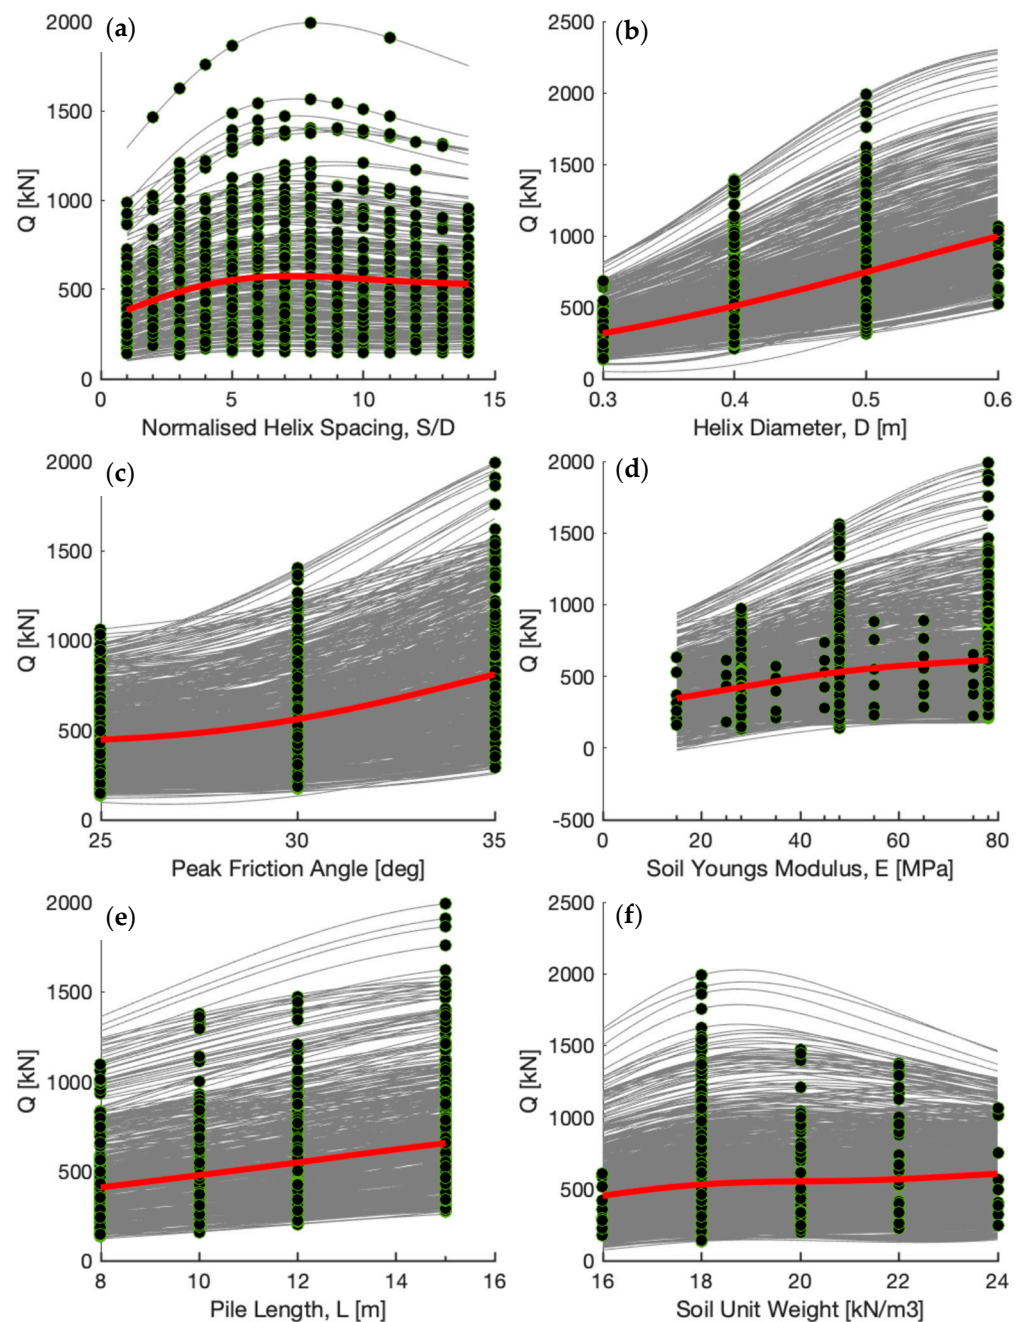 (a)
2000
1500
1000
500
0
Q [kN]
0 5 10 15
Normalised Helix Spacing, S/D
(b)
2500
2000
1500
1000
500
0
Q [kN]
0.3 0.4 0.5 0.6
Helix Diameter, D [m]
(c)
2000
1500
1000
500
0
Q [kN]
25 30 35
Peak Friction Angle [deg]
(d)
2000
1500
1000
500
0
-500
Q [kN]
0 20 40 60 80
Soil Youngs Modulus, E [MPa]
(e)
2000
1500
1000
500
0
Q [kN]
8 10 12 14 16
Pile Length, L [m]
(f)
2500
2000
1500
1000
500
0
Q [kN]
16 18 20 22 24
Soil Unit Weight [kN/m3]